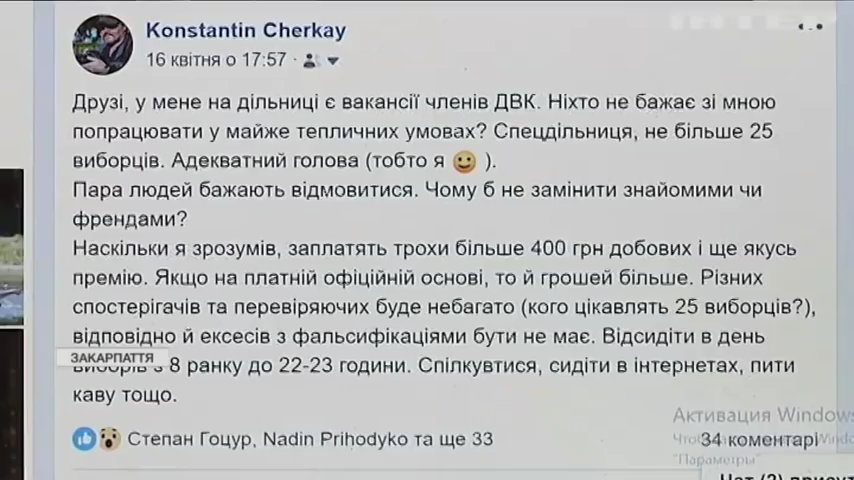 ІНТЕР
Konstantin Cherkay
16 квітня о 17:57 ·
Друзі, у мене на дільниці є вакансії членів ДВК. Ніхто не бажає зі мною
попрацювати у майже тепличних умовах? Спецдільниця, не більше 25
виборців. Адекватний голова (тобто я 😀 ).
Пара людей бажають відмовитися. Чому б не замінити знайомими чи
френдами?
Наскільки я зрозумів, заплатять трохи більше 400 грн добових і ще якусь
премію. Якщо на платній офіційній основі, то й грошей більше. Різних
спостерігачів та перевіряючих буде небагато (кого цікавлять 25 виборців?),
відповідно й ексесів з фальсифікаціями бути не має. Відсидіти в день
ЗАКАРПАТТЯ
виборів з 8 ранку до 22-23 години. Спілкувтися, сидіти в інтернетах, пити
каву тощо.
Степан Гоцур, Nadin Prihodyko та ще 33
34 коментарі
Активация Windows
"Параметры"